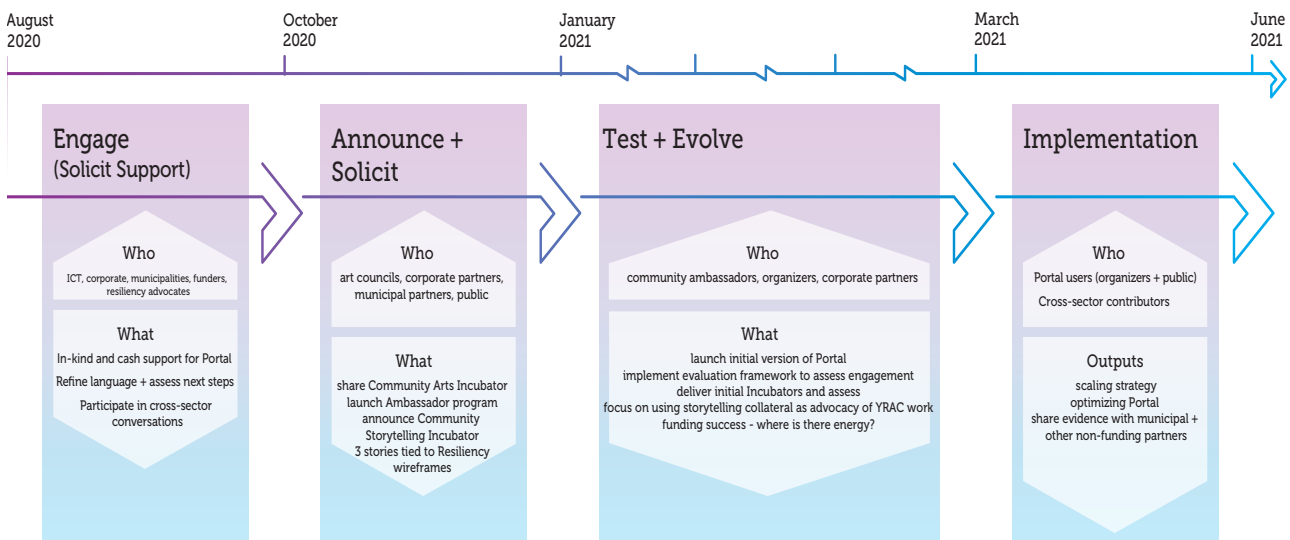 August
2020
October
2020
January
2021
March
2021
June
2021
Engage
(Solicit Support)
Who
ICT, corporate, municipalities, funders,
resiliency advocates
What
In-kind and cash support for Portal
Refine language + assess next steps
Participate in cross-sector
conversations
Announce +
Solicit
Who
art councils, corporate partners,
municipal partners, public
What
share Community Arts Incubator
launch Ambassador program
announce Community
Storytelling Incubator
3 stories tied to Resiliency
wireframes
Test + Evolve
Who
community ambassadors, organizers, corporate partners
What
launch initial version of Portal
implement evaluation framework to assess engagement
deliver initial Incubators and assess
focus on using storytelling collateral as advocacy of YRAC work
funding success - where is there energy?
Implementation
Who
Portal users (organizers + public)
Cross-sector contributors
Outputs
scaling strategy
optimizing Portal
share evidence with municipal +
other non-funding partners